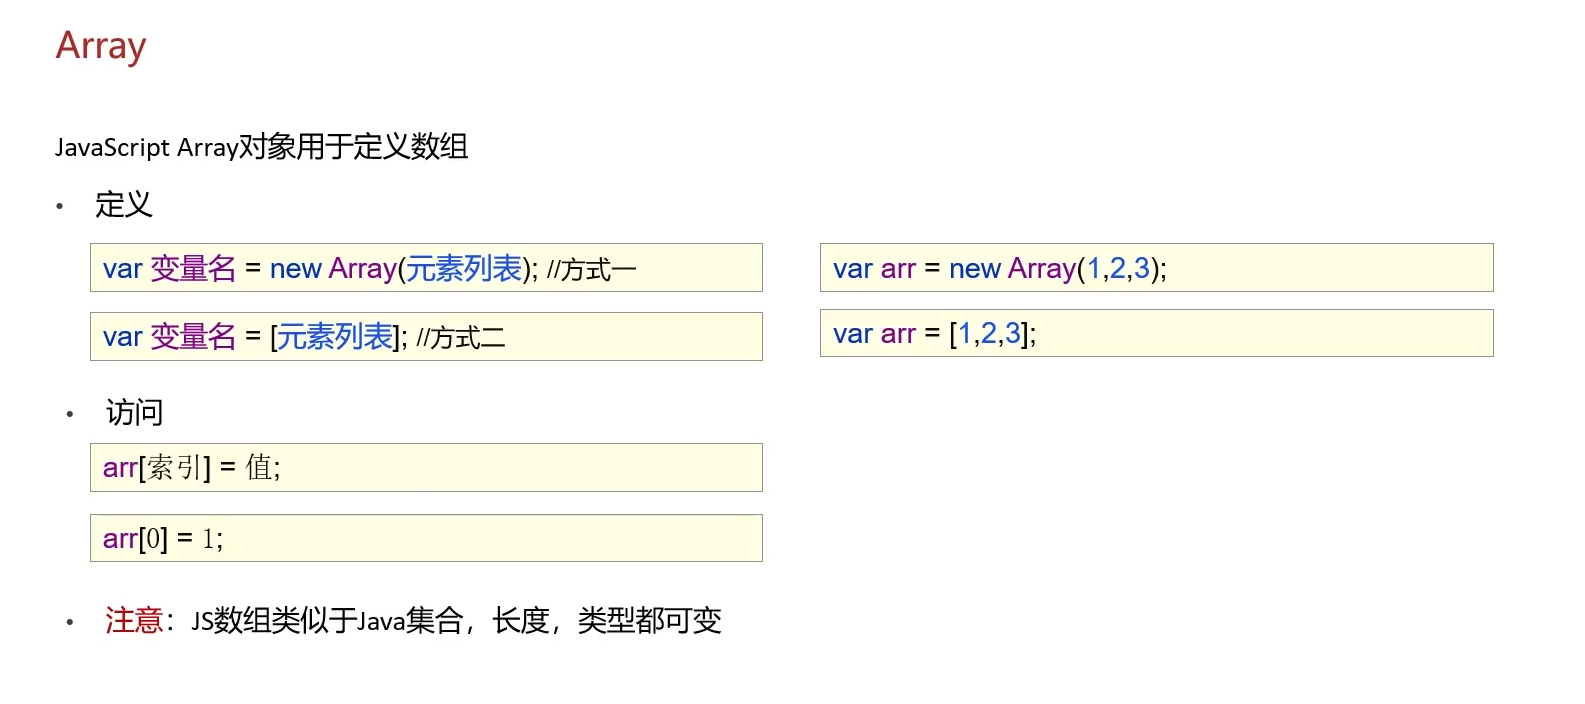 Array
JavaScript Array对象用于定义数组
• 定义
var 变量名 = new Array(元素列表); //方式一
var arr = new Array(1,2,3);
var 变量名 = [元素列表]; //方式二
var arr = [1,2,3];
• 访问
arr[索引] = 值;
arr[0] = 1;
• 注意：JS数组类似于Java集合，长度，类型都可变